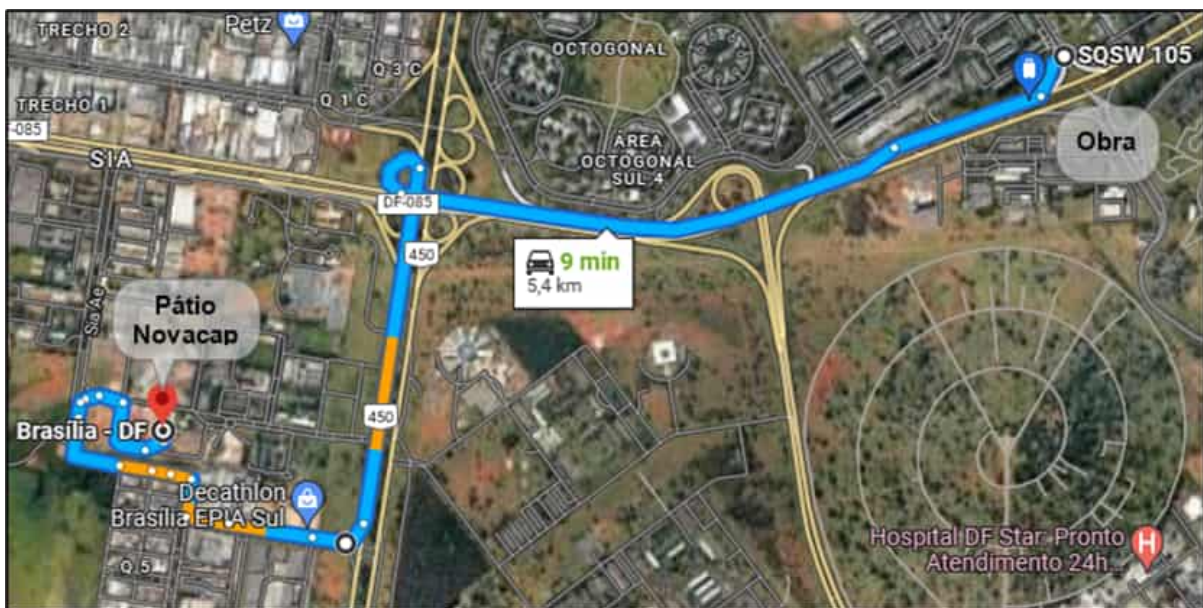 TRECHO 2
Petz
OCTOGONAL
SQSW 105
Q 3 C
Q 1 C
TRECHO 1
-085
SIA
ÁREA
OCTOGONAL
SUL 4
Obra
DF-085
450
9 min
5,4 km
Pátio
Novacap
Sia Ae
450
Brasília - DF
Decathlon
Brasília EPIA Sul
Q 5
Hospital DF Star: Pronto
Atendimento 24h...
H